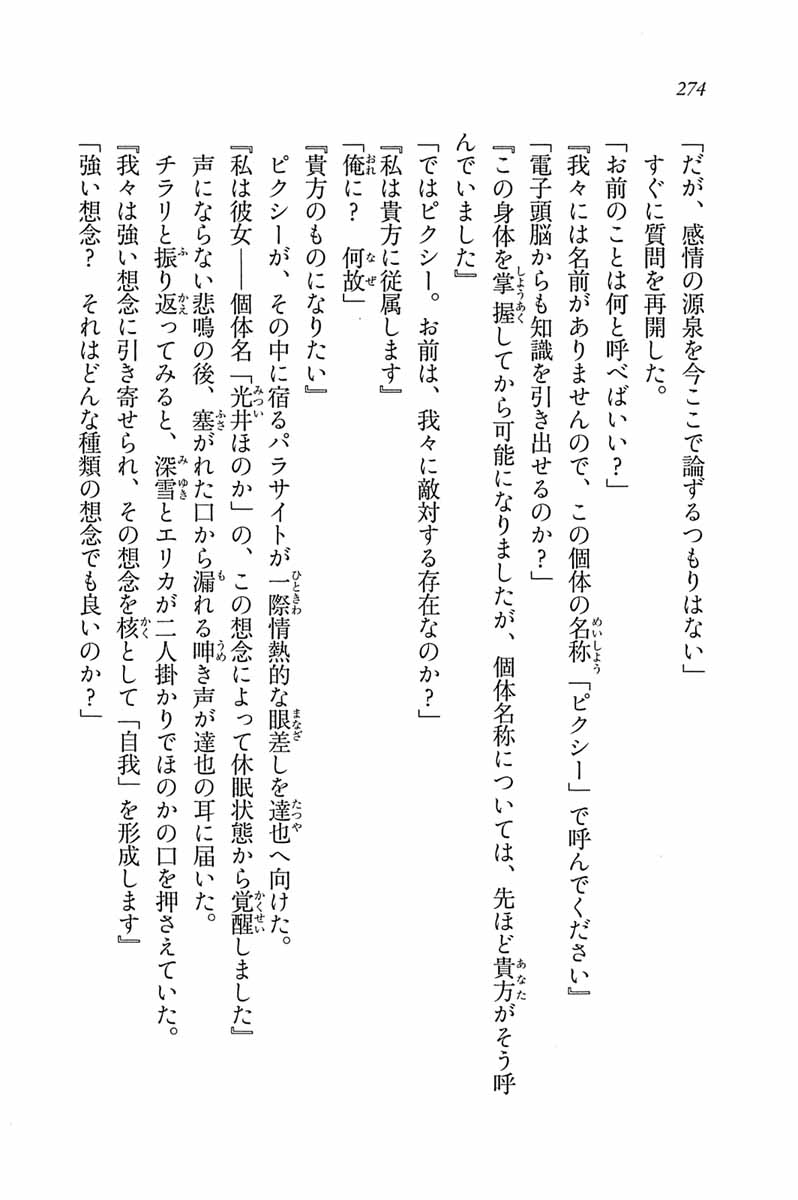 274
「だが、感情の源泉を今ここで論ずるつもりはない」
すぐに質問を再開した。
「お前のことは何と呼べばいい？」
『我々には名前がありませんので、この個体の名称「ピクシー」で呼んでください』
「電子頭脳からも知識を引き出せるのか？」
『この身体を掌握してから可能になりましたが、個体名称については、先ほど貴方がそう呼
んでいました』
「ではピクシー。お前は、我々に敵対する存在なのか？」
『私は貴方に従属します』
「俺に？　何故」
『貴方のものになりたい』
ピクシーが、その中に宿るパラサイトが一際情熱的な眼差しを達也へ向けた。
『私は彼女――個体名「光井ほのか」の、この想念によって休眠状態から覚醒しました』
声にならない悲鳴の後、塞がれた口から漏れる呻き声が達也の耳に届いた。
チラリと振り返ってみると、深雪とエリカが二人掛かりでほのかの口を押さえていた。
『我々は強い想念に引き寄せられ、その想念を核として「自我」を形成します』
「強い想念？　それはどんな種類の想念でも良いのか？」